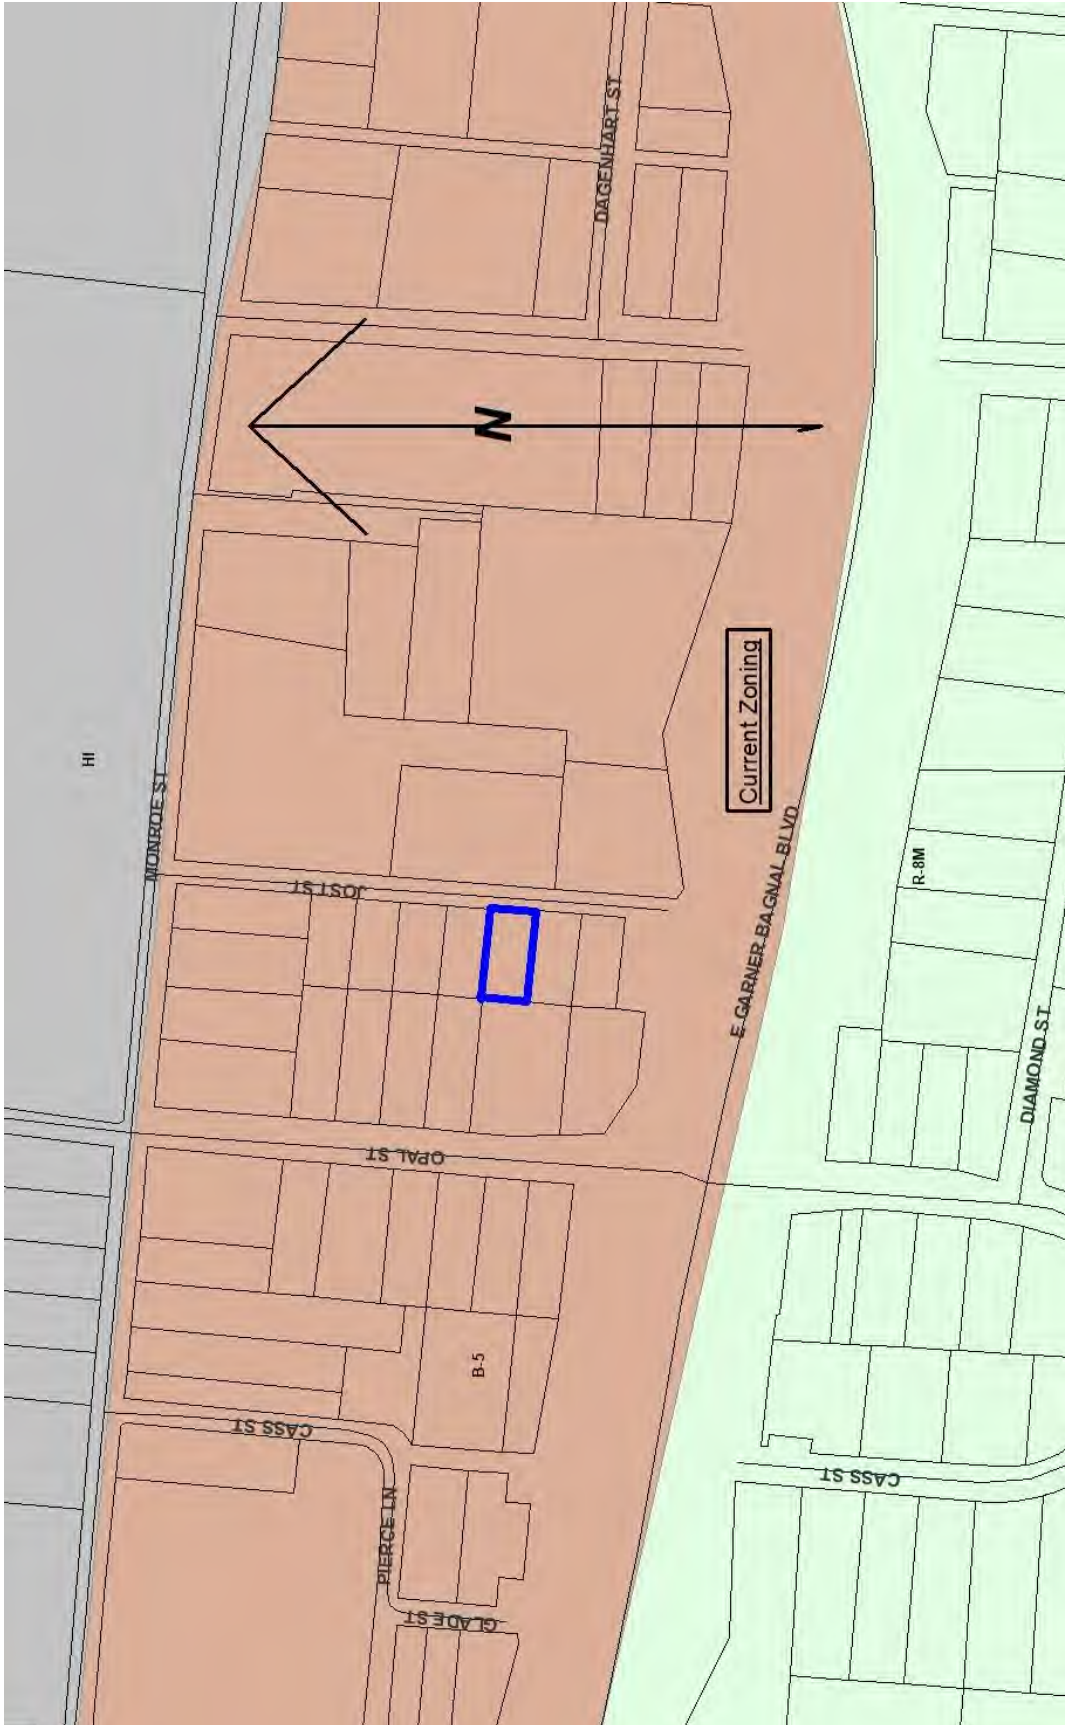 DAGENHART ST
N
Current Zoning
HI
MONROE ST
JOST ST
E GARNER BAGNAL BLVD
R-8M
DIAMOND ST
OPAL ST
B-5
CASS ST
CASS ST
PIERCE LN
GLADE ST